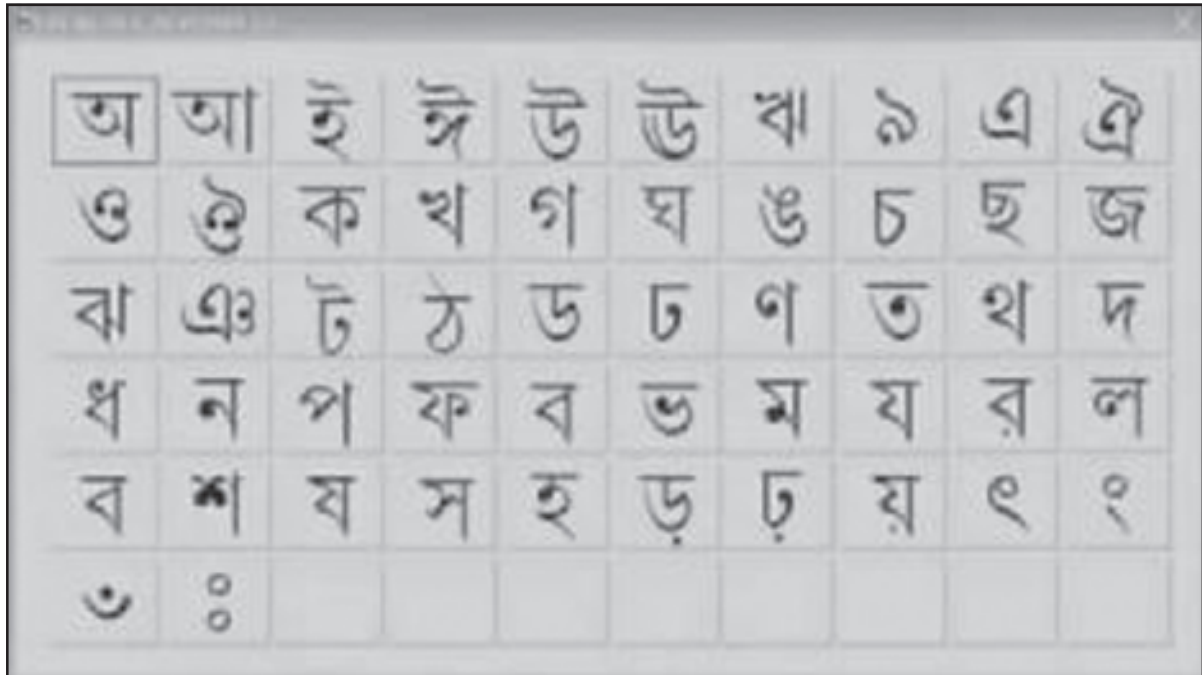 অ আ ই ঈ উ ঊ ঋ ঌ এ ঐ
ও ঔ ক খ গ ঘ ঙ চ ছ জ
ঝ ঞ ট ঠ ড ঢ ণ ত থ দ
ধ ন প ফ ব ভ ম য র ল
ব শ ষ স হ ড় ঢ় য় ৎ ং
ঁ ঃ